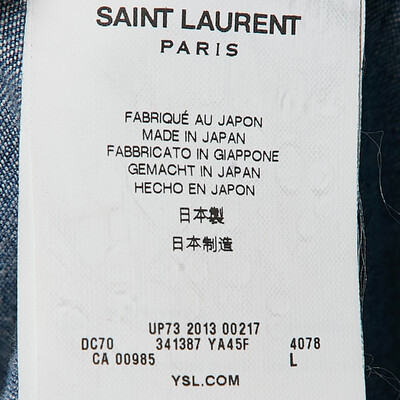 SAINT LAURENT
PARIS
FABRIQUÉ AU JAPON
MADE IN JAPAN
FABBRICATO IN GIAPPONE
GEMACHT IN JAPAN
HECHO EN JAPON
日本製
日本制造
UP73 2013 00217
DC70 341387 YA45F 4078
CA 00985 L
YSL.COM